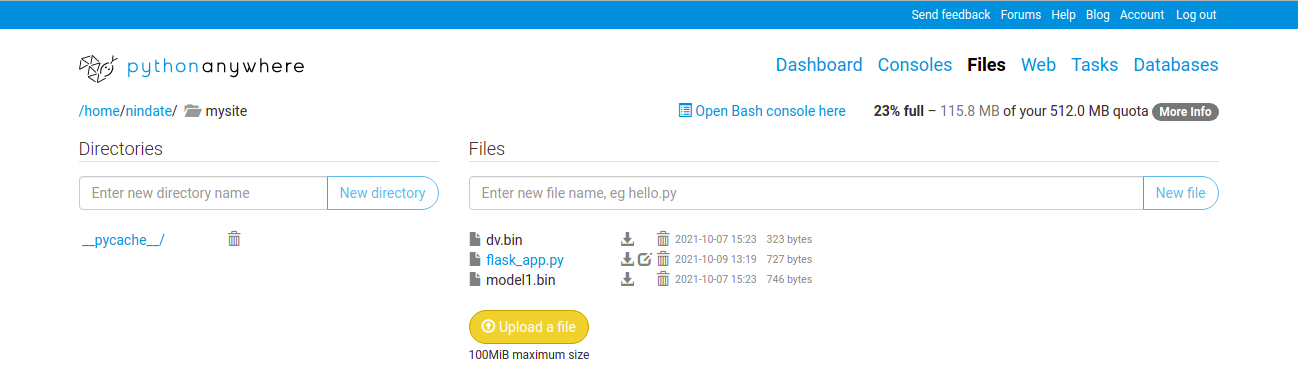 Send feedback Forums Help Blog Account Log out
pythonanywhere
Dashboard Consoles Files Web Tasks Databases
/home/nindate/ mysite
Open Bash console here 23% full – 115.8 MB of your 512.0 MB quota More Info
Directories
Enter new directory name New directory
__pycache__/
Files
Enter new file name, eg hello.py New file
dv.bin 2021-10-07 15:23 323 bytes
flask_app.py 2021-10-09 13:19 727 bytes
model1.bin 2021-10-07 15:23 746 bytes
Upload a file
100MiB maximum size